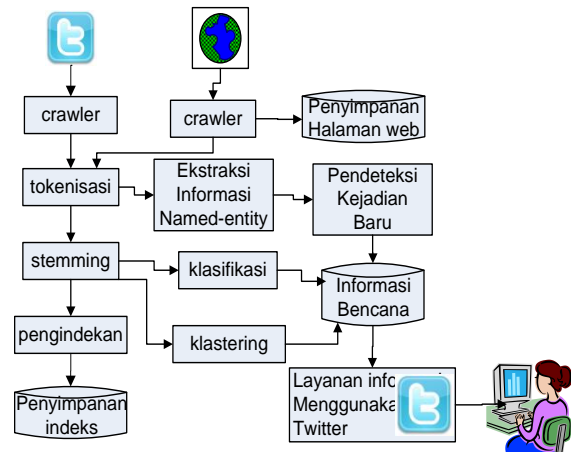 crawler
crawler
Penyimpanan
Halaman web
tokenisasi
Ekstraksi
Informasi
Named-entity
Pendeteksi
Kejadian
Baru
stemming
klasifikasi
Informasi
Bencana
pengindekan
klastering
Penyimpanan
indeks
Layanan info
Menggunaka
Twitter